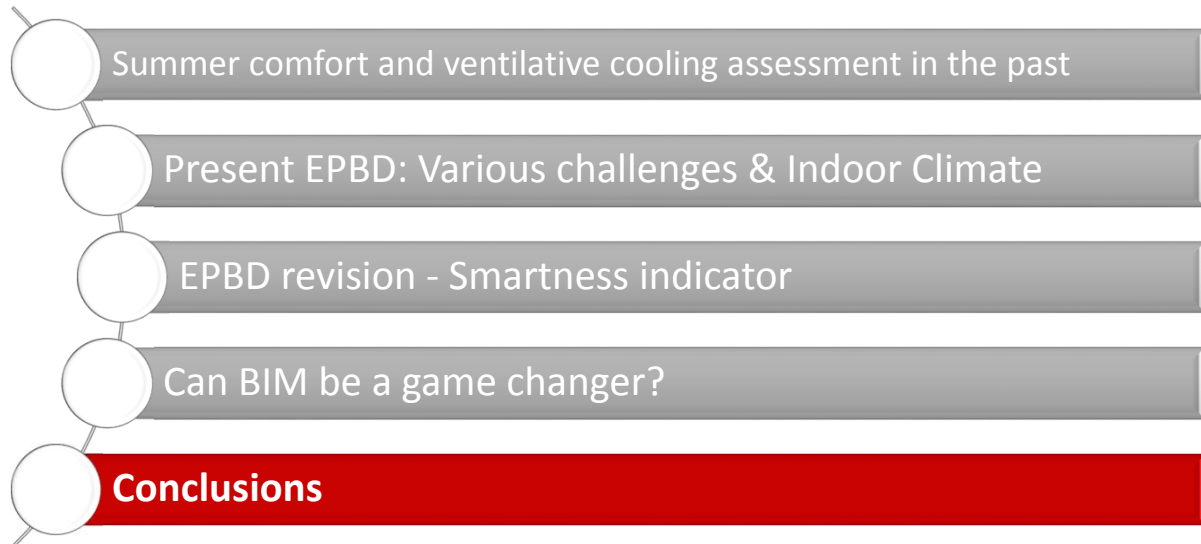 Summer comfort and ventilative cooling assessment in the past
Present EPBD: Various challenges & Indoor Climate
EPBD revision - Smartness indicator
Can BIM be a game changer?
Conclusions